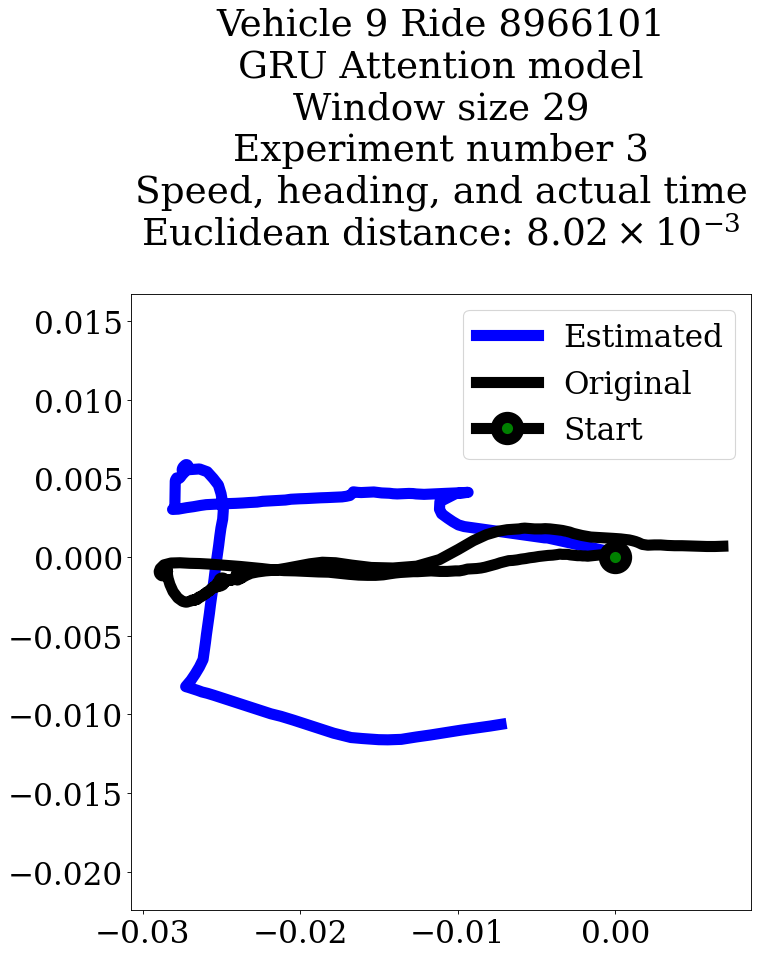 Vehicle 9 Ride 8966101
GRU Attention model
Window size 29
Experiment number 3
Speed, heading, and actual time
Euclidean distance: 8.02 × 10⁻³
Estimated
Original
Start
0.015
0.010
0.005
0.000
−0.005
−0.010
−0.015
−0.020
−0.03 −0.02 −0.01 0.00